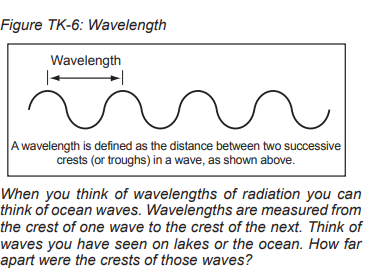 Figure TK-6: Wavelength
Wavelength
A wavelength is defined as the distance between two successive
crests (or troughs) in a wave, as shown above.
When you think of wavelengths of radiation you can
think of ocean waves. Wavelengths are measured from
the crest of one wave to the crest of the next. Think of
waves you have seen on lakes or the ocean. How far
apart were the crests of those waves?